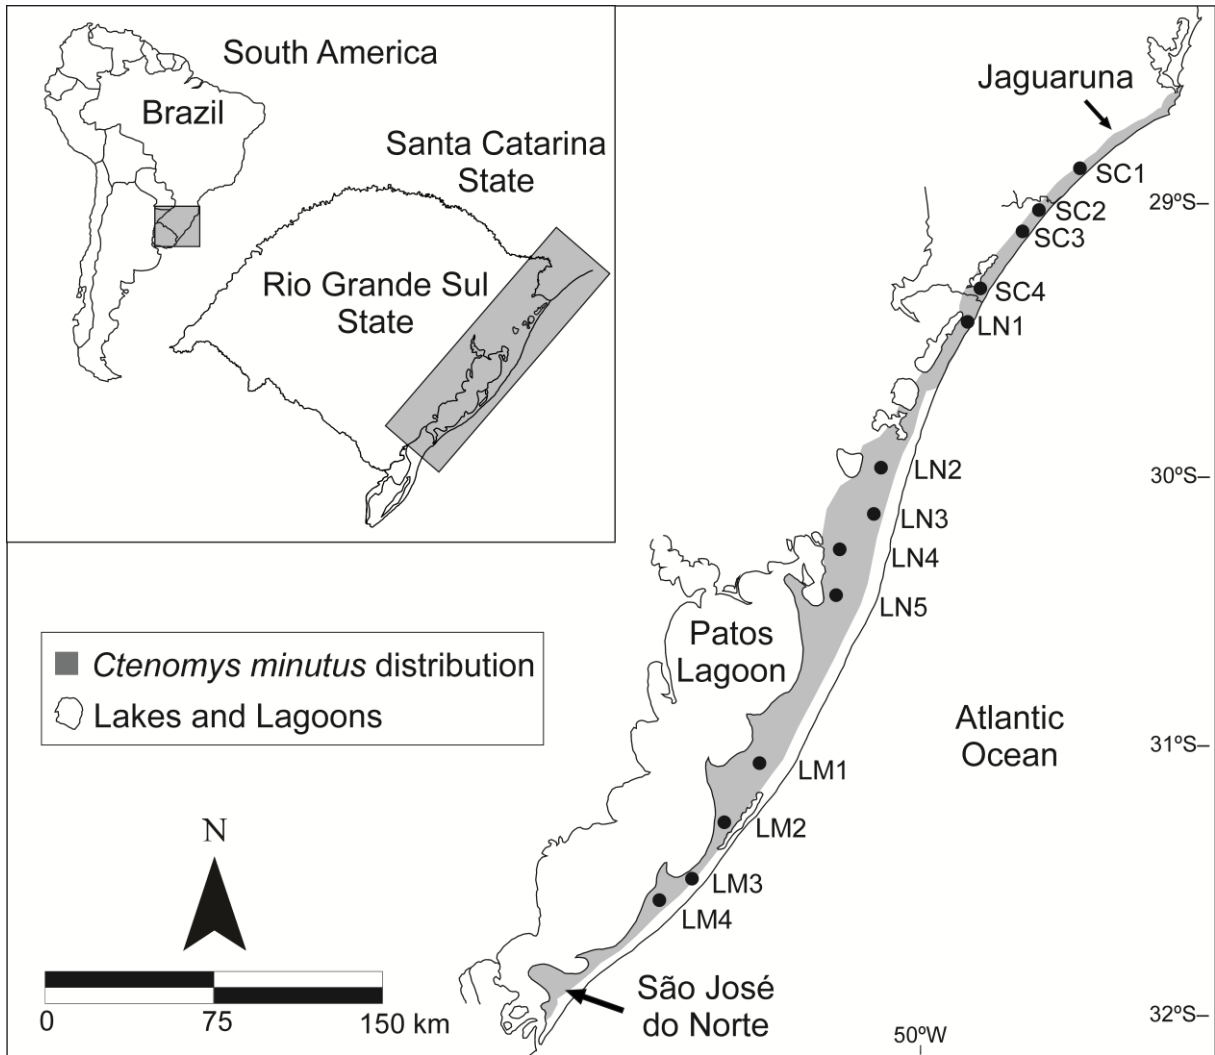 South America
Brazil
Santa Catarina
State
Rio Grande Sul
State
Jaguaruna
SC1
SC2
SC3
SC4
LN1
LN2
LN3
LN4
LN5
LM1
LM2
LM3
LM4
29ºS
30ºS
31ºS
32ºS
50ºW
Patos
Lagoon
Atlantic
Ocean
Ctenomys minutus distribution
Lakes and Lagoons
N
0 75 150 km
São José
do Norte